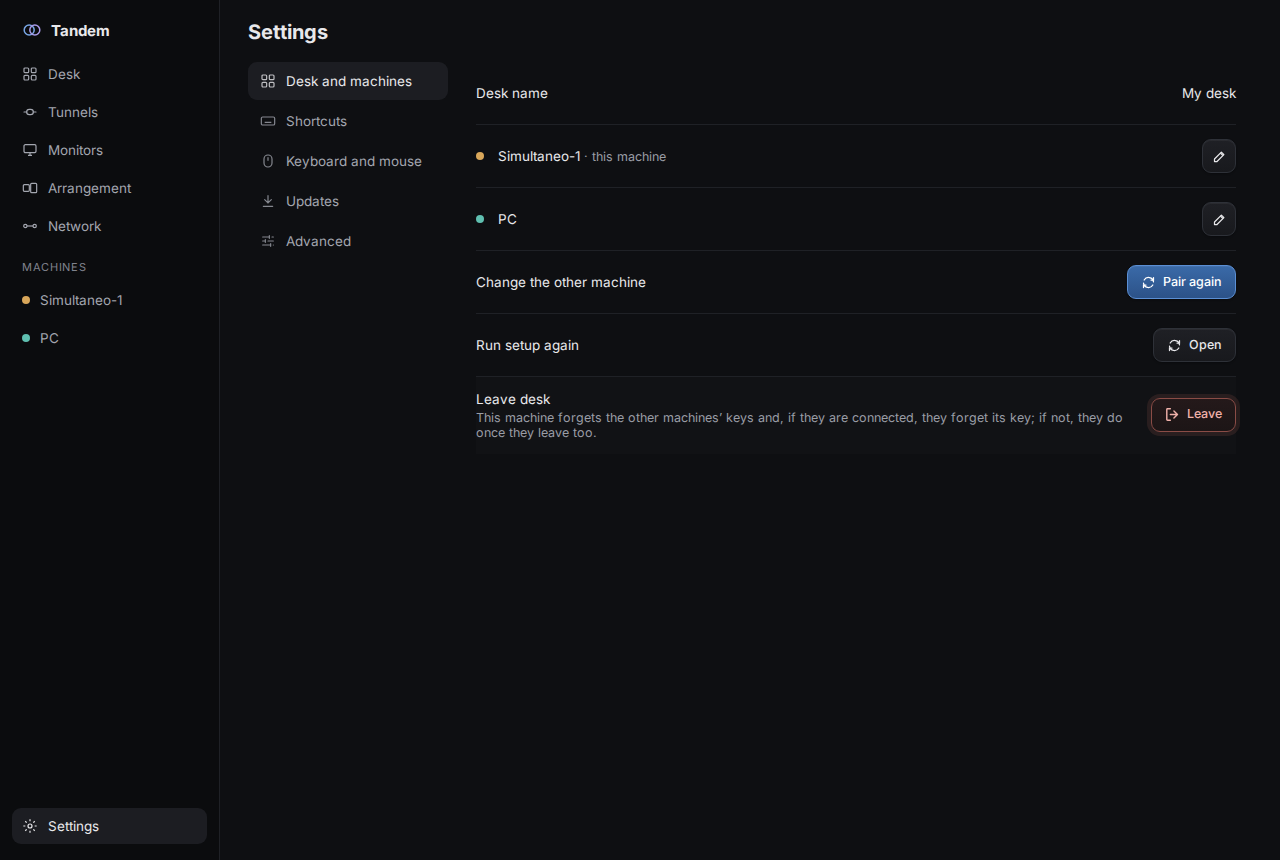 Tandem
Desk
Tunnels
Monitors
Arrangement
Network
MACHINES
Simultaneo-1
PC
Settings
Settings
Desk and machines
Shortcuts
Keyboard and mouse
Updates
Advanced
Desk name
My desk
Simultaneo-1 · this machine
PC
Change the other machine
Pair again
Run setup again
Open
Leave desk
This machine forgets the other machines’ keys and, if they are connected, they forget its key; if not, they do
once they leave too.
Leave